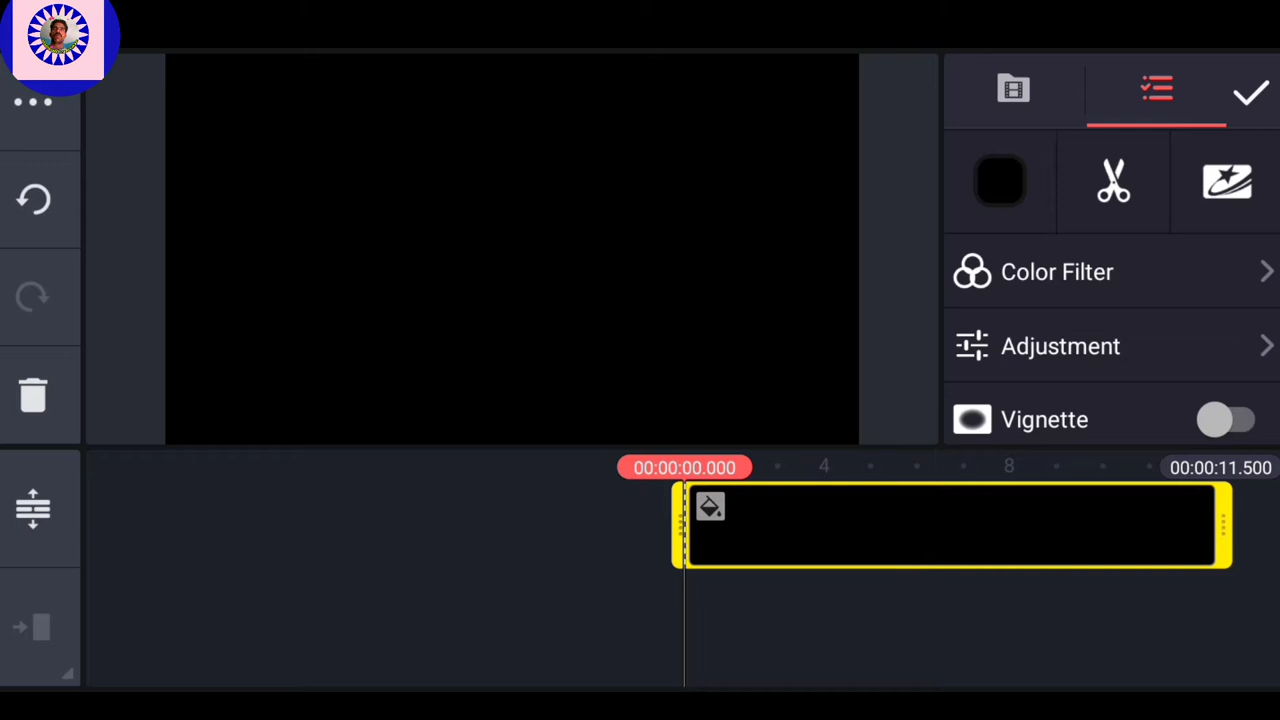 Color Filter
Adjustment
Vignette
00:00:00.000
4
8
00:00:11.500